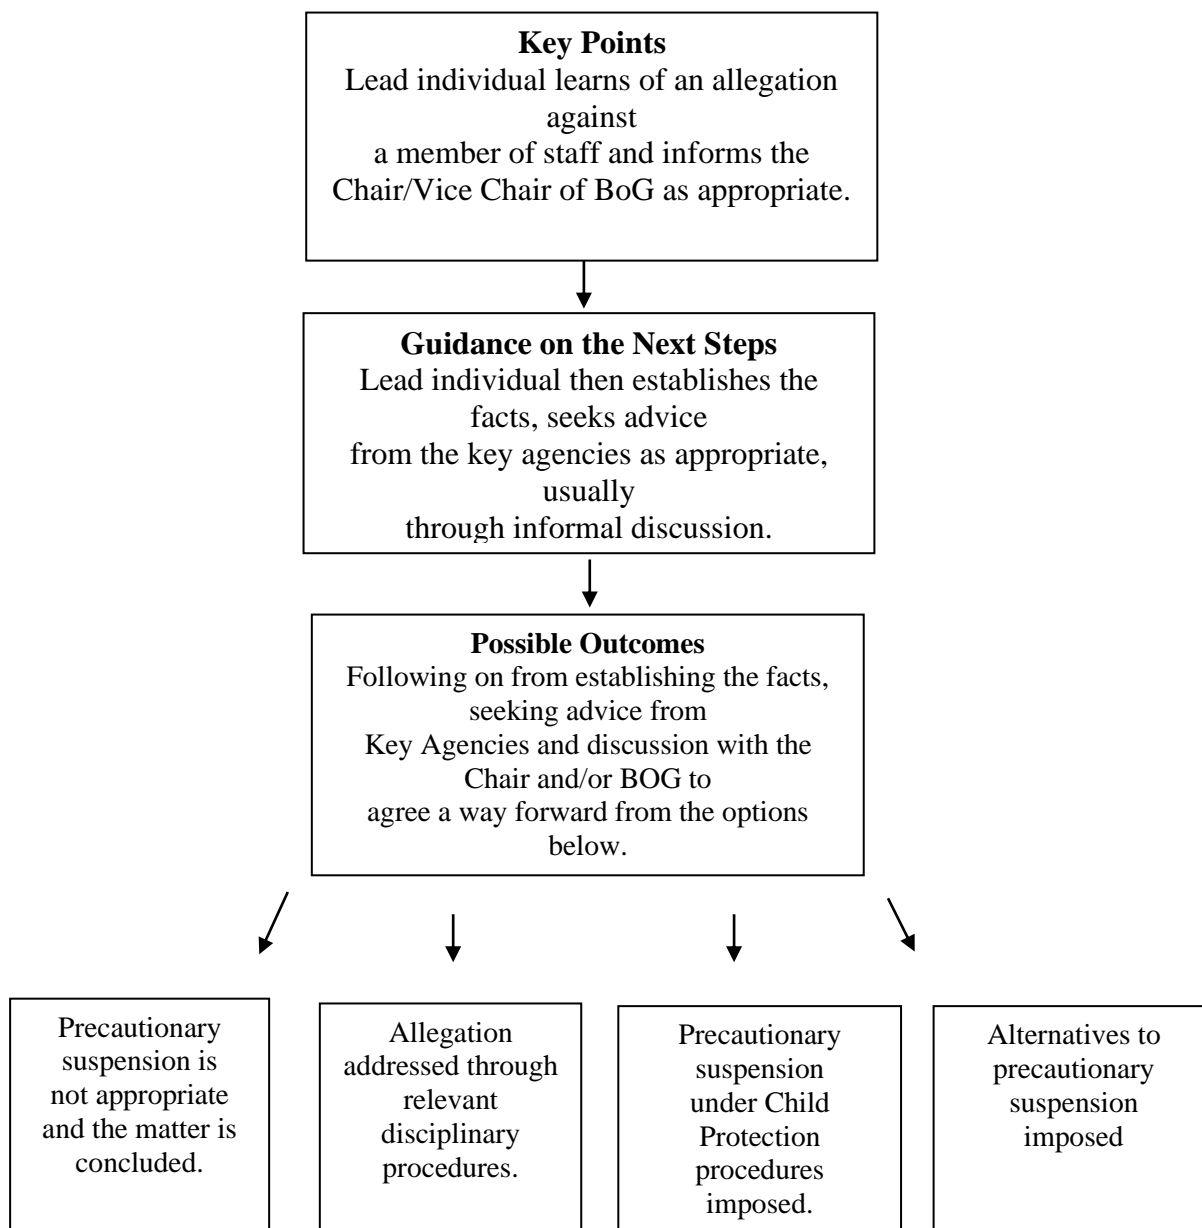 Key Points
Lead individual learns of an allegation
against
a member of staff and informs the
Chair/Vice Chair of BoG as appropriate.
Guidance on the Next Steps
Lead individual then establishes the
facts, seeks advice
from the key agencies as appropriate,
usually
through informal discussion.
Possible Outcomes
Following on from establishing the facts,
seeking advice from
Key Agencies and discussion with the
Chair and/or BOG to
agree a way forward from the options
below.
Precautionary
suspension is
not appropriate
and the matter is
concluded.
Allegation
addressed through
relevant
disciplinary
procedures.
Precautionary
suspension
under Child
Protection
procedures
imposed.
Alternatives to
precautionary
suspension
imposed